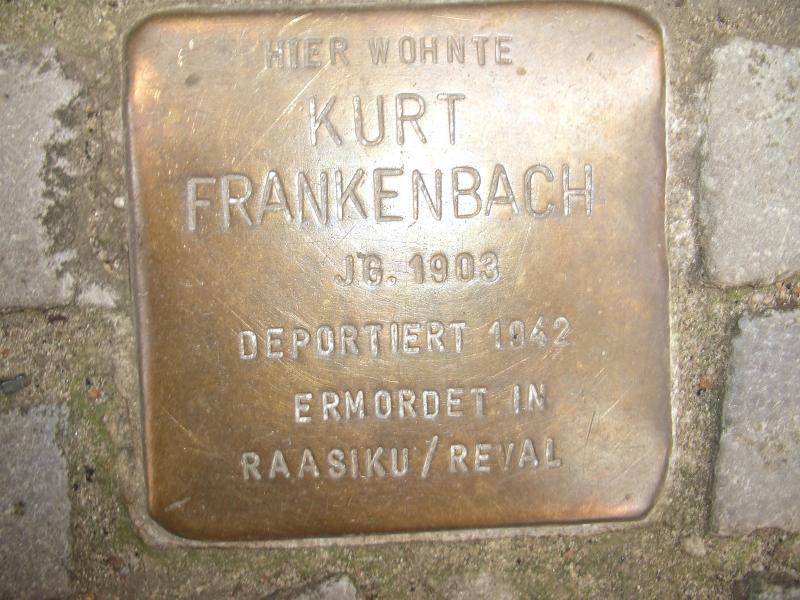 HIER WOHNTE
KURT
FRANKENBACH
JG. 1903
DEPORTIERT 1942
ERMORDET IN
RAASIKU/REVAL